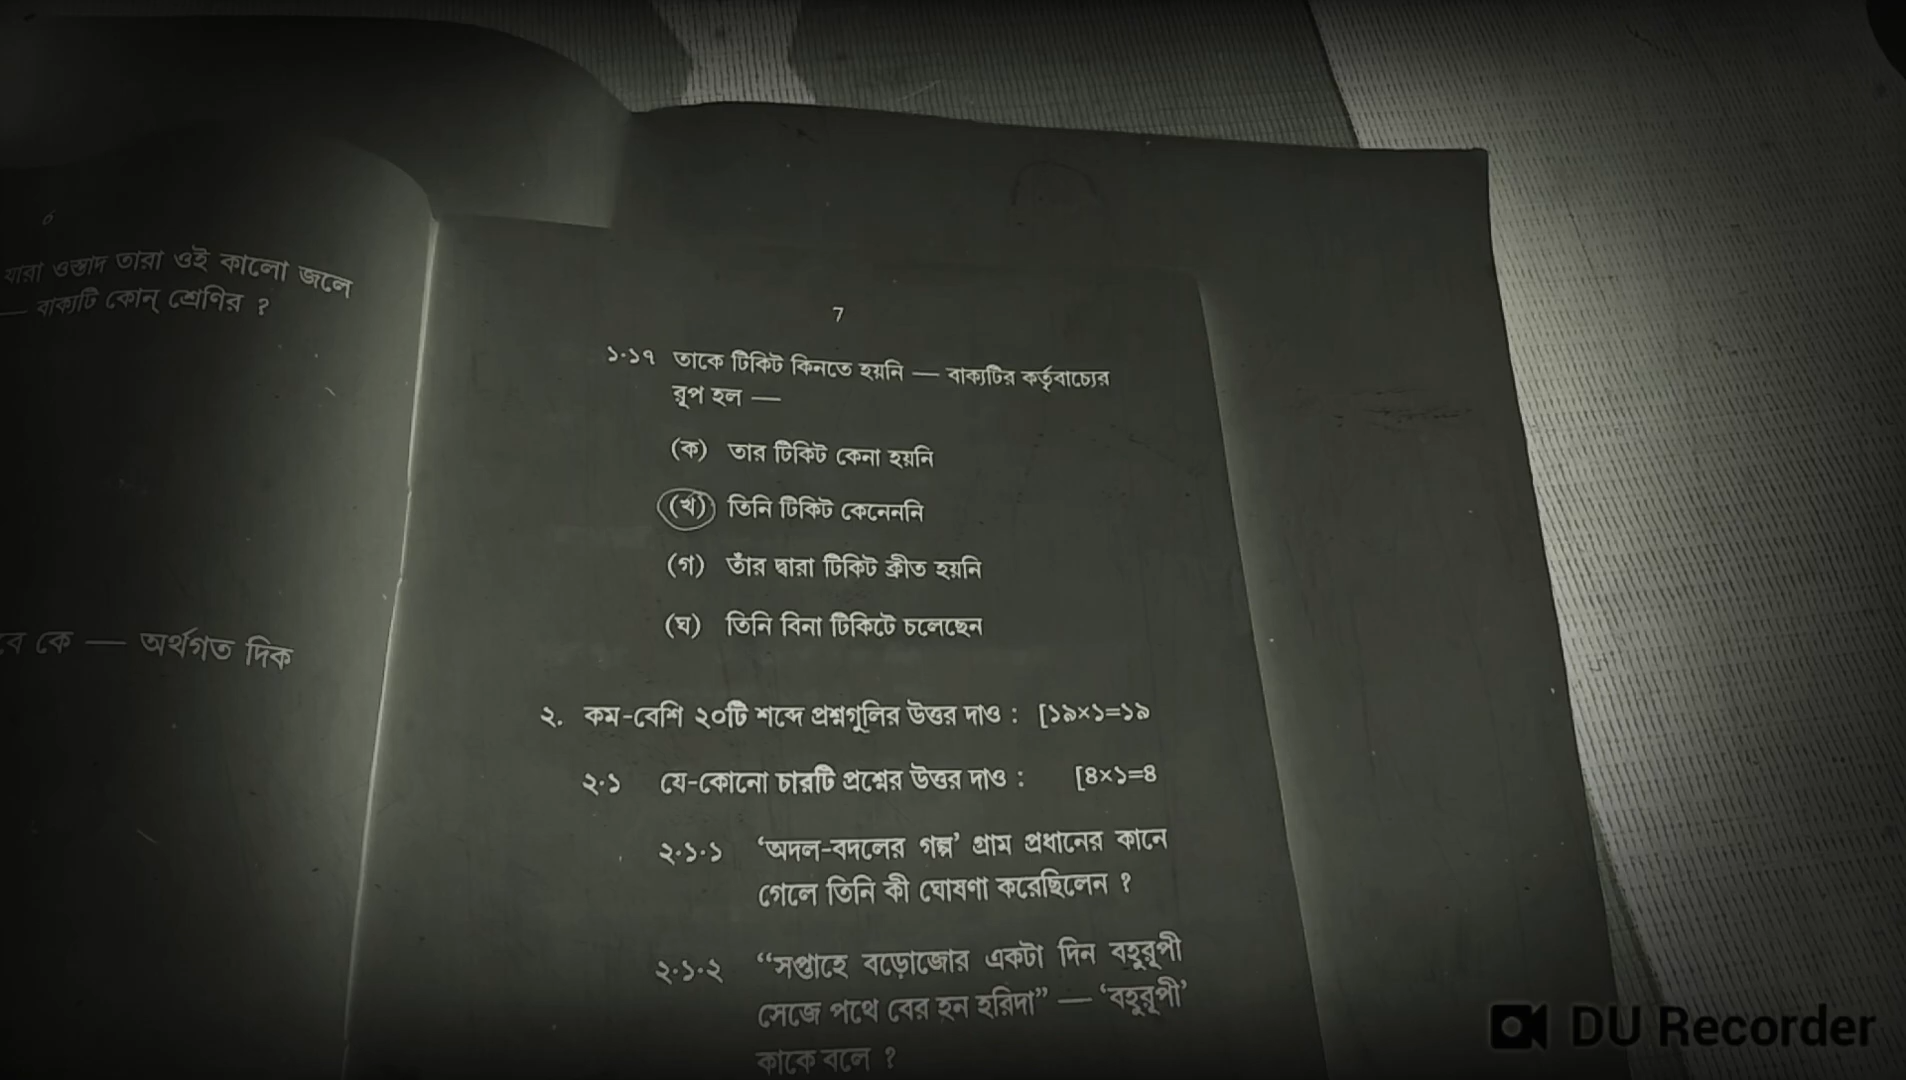 6
যারা ওস্তাদ তারা ওই কালো জলে
— বাক্যটি কোন্ শ্রেণির ?
বে কে — অর্থগত দিক
7
১·১৭ তাকে টিকিট কিনতে হয়নি — বাক্যটির কর্তৃবাচ্যের
রূপ হল —
(ক) তার টিকিট কেনা হয়নি
(খ) তিনি টিকিট কেনেননি
(গ) তাঁর দ্বারা টিকিট ক্রীত হয়নি
(ঘ) তিনি বিনা টিকিটে চলেছেন
২. কম-বেশি ২০টি শব্দে প্রশ্নগুলির উত্তর দাও : [১৯×১=১৯
২·১ যে-কোনো চারটি প্রশ্নের উত্তর দাও : [৪×১=৪
২·১·১ ‘অদল-বদলের গল্প’ গ্রাম প্রধানের কানে
গেলে তিনি কী ঘোষণা করেছিলেন ?
২·১·২ “সপ্তাহে বড়োজোর একটা দিন বহুরূপী
সেজে পথে বের হন হরিদা” — ‘বহুরূপী’
কাকে বলে ?
DU Recorder